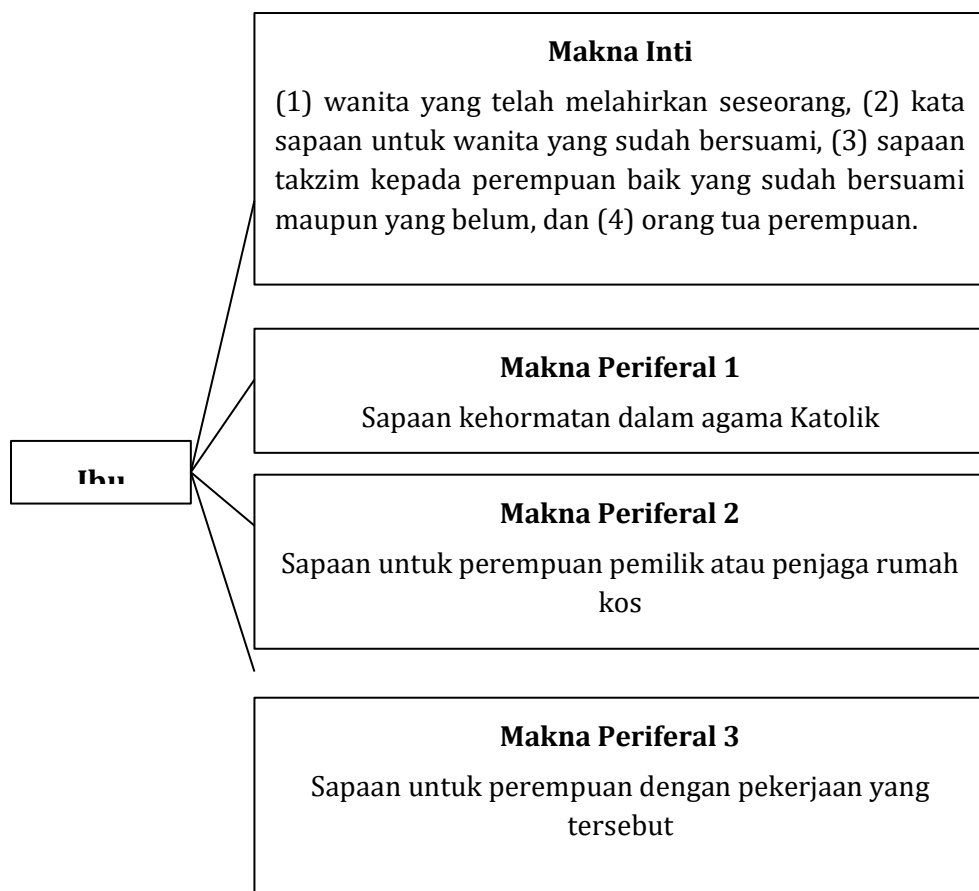 Makna Inti
(1) wanita yang telah melahirkan seseorang, (2) kata
sapaan untuk wanita yang sudah bersuami, (3) sapaan
takzim kepada perempuan baik yang sudah bersuami
maupun yang belum, dan (4) orang tua perempuan.
Makna Periferal 1
Sapaan kehormatan dalam agama Katolik
Ibu
Makna Periferal 2
Sapaan untuk perempuan pemilik atau penjaga rumah
kos
Makna Periferal 3
Sapaan untuk perempuan dengan pekerjaan yang
tersebut